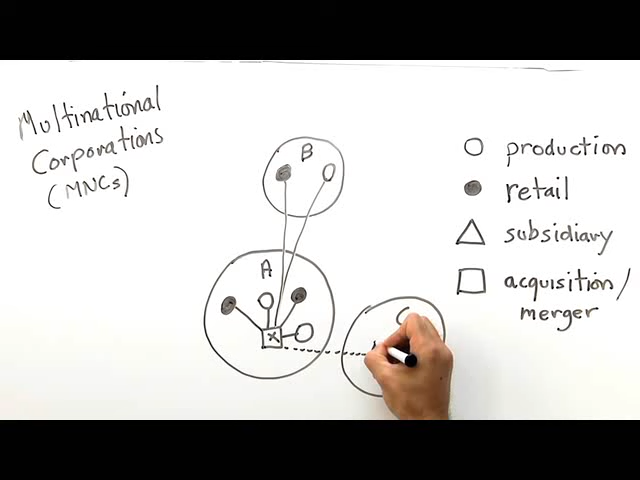 Multinational
Corporations
(MNCs)
B
A
x
C
production
retail
subsidiary
acquisition/
merger